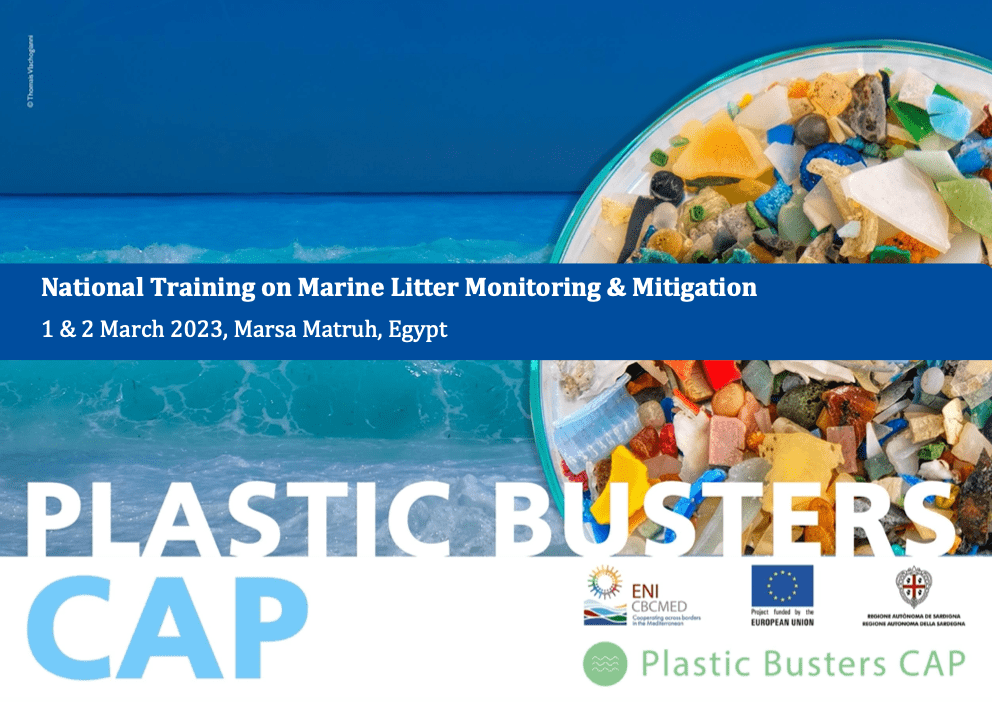 © Thomais Vlachogianni
National Training on Marine Litter Monitoring & Mitigation
1 & 2 March 2023, Marsa Matruh, Egypt
PLASTIC BUSTERS
CAP
ENI
CBCMED
Cooperating across borders
in the Mediterranean
Project funded by the
EUROPEAN UNION
REGIONE AUTÒNOMA DE SARDIGNA
REGIONE AUTONOMA DELLA SARDEGNA
Plastic Busters CAP